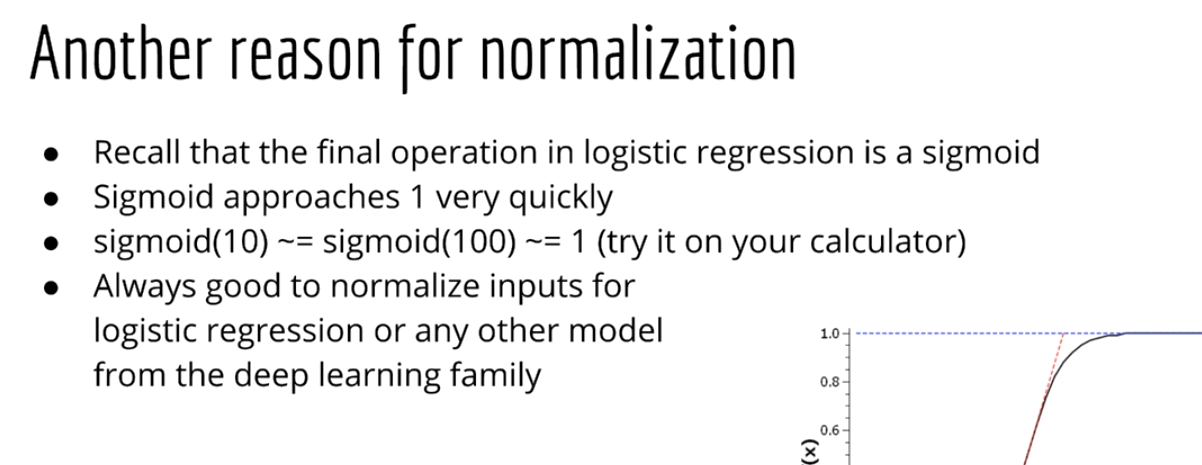 Another reason for normalization
● Recall that the final operation in logistic regression is a sigmoid
● Sigmoid approaches 1 very quickly
● sigmoid(10) ~= sigmoid(100) ~= 1 (try it on your calculator)
● Always good to normalize inputs for
logistic regression or any other model
from the deep learning family
1.0
0.8
0.6
(x)